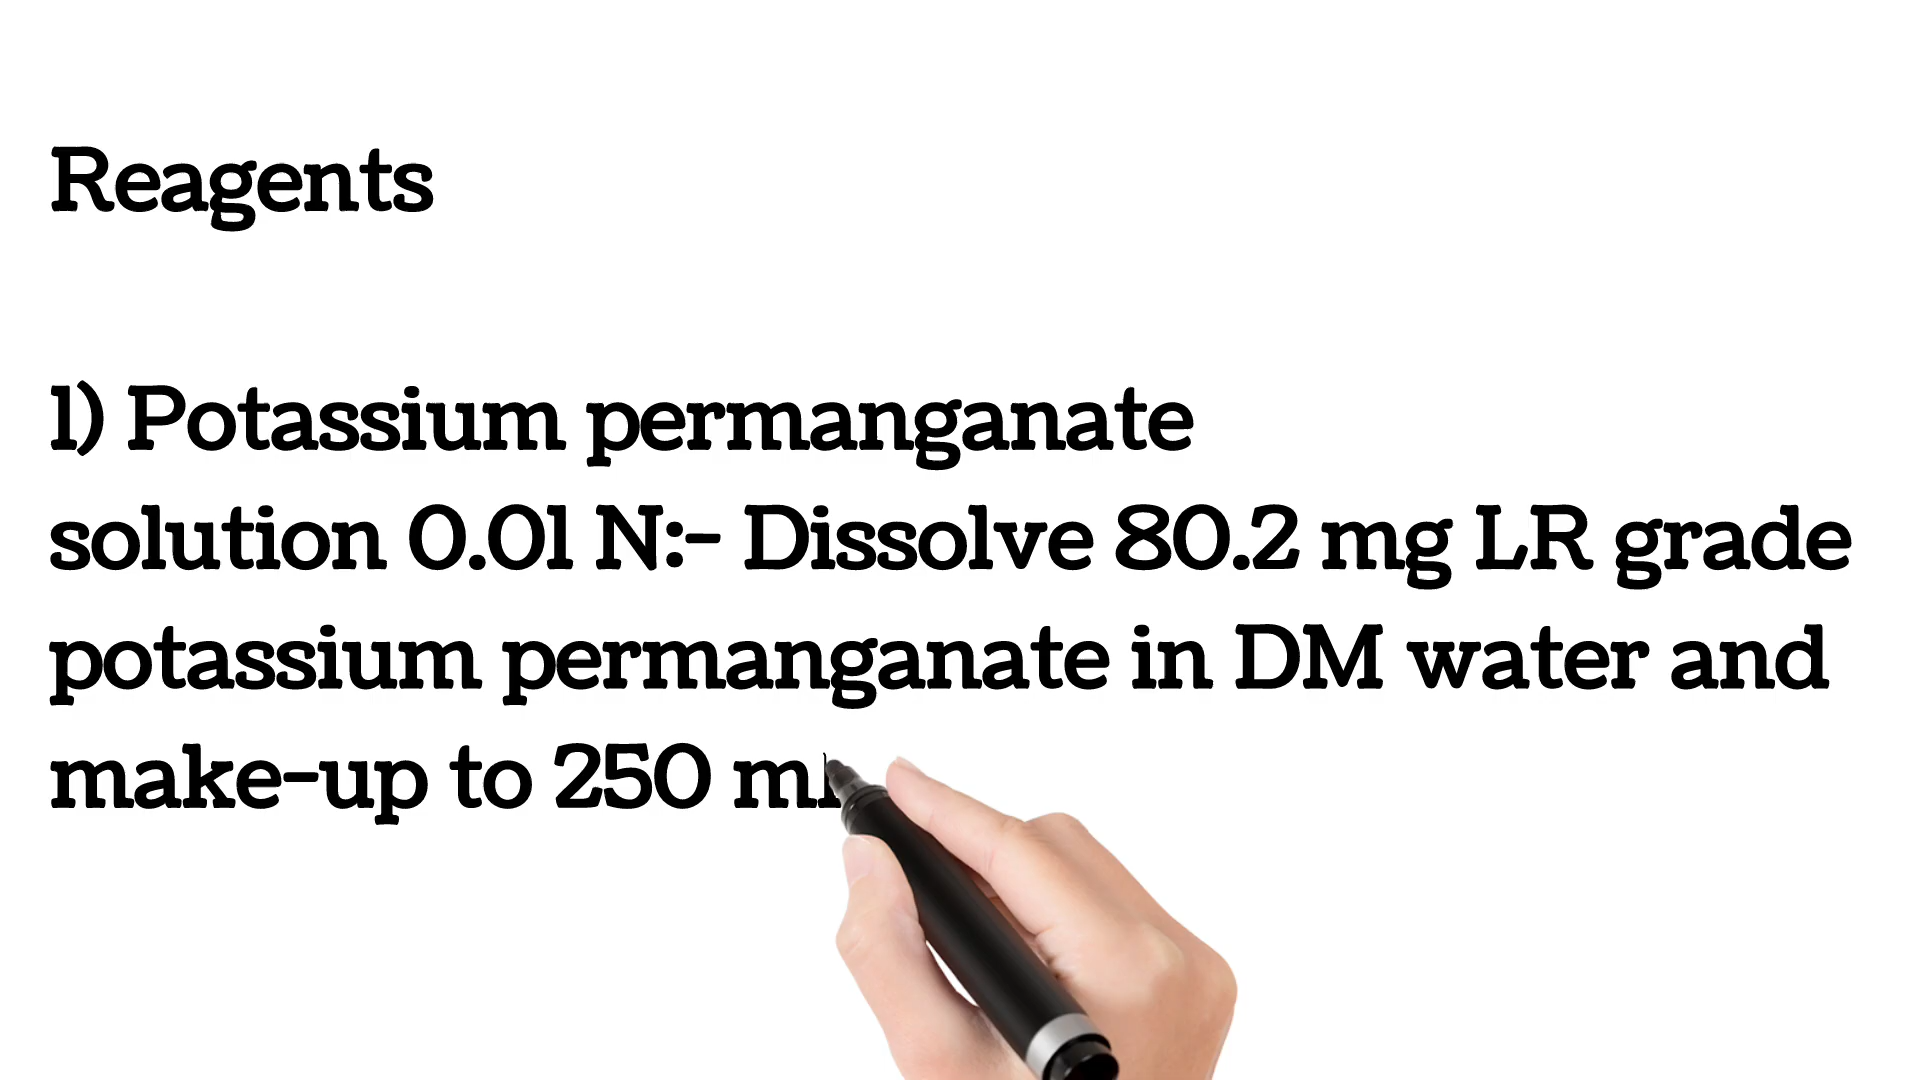 Reagents
1) Potassium permanganate
solution 0.01 N:- Dissolve 80.2 mg LR grade
potassium permanganate in DM water and
make-up to 250 ml